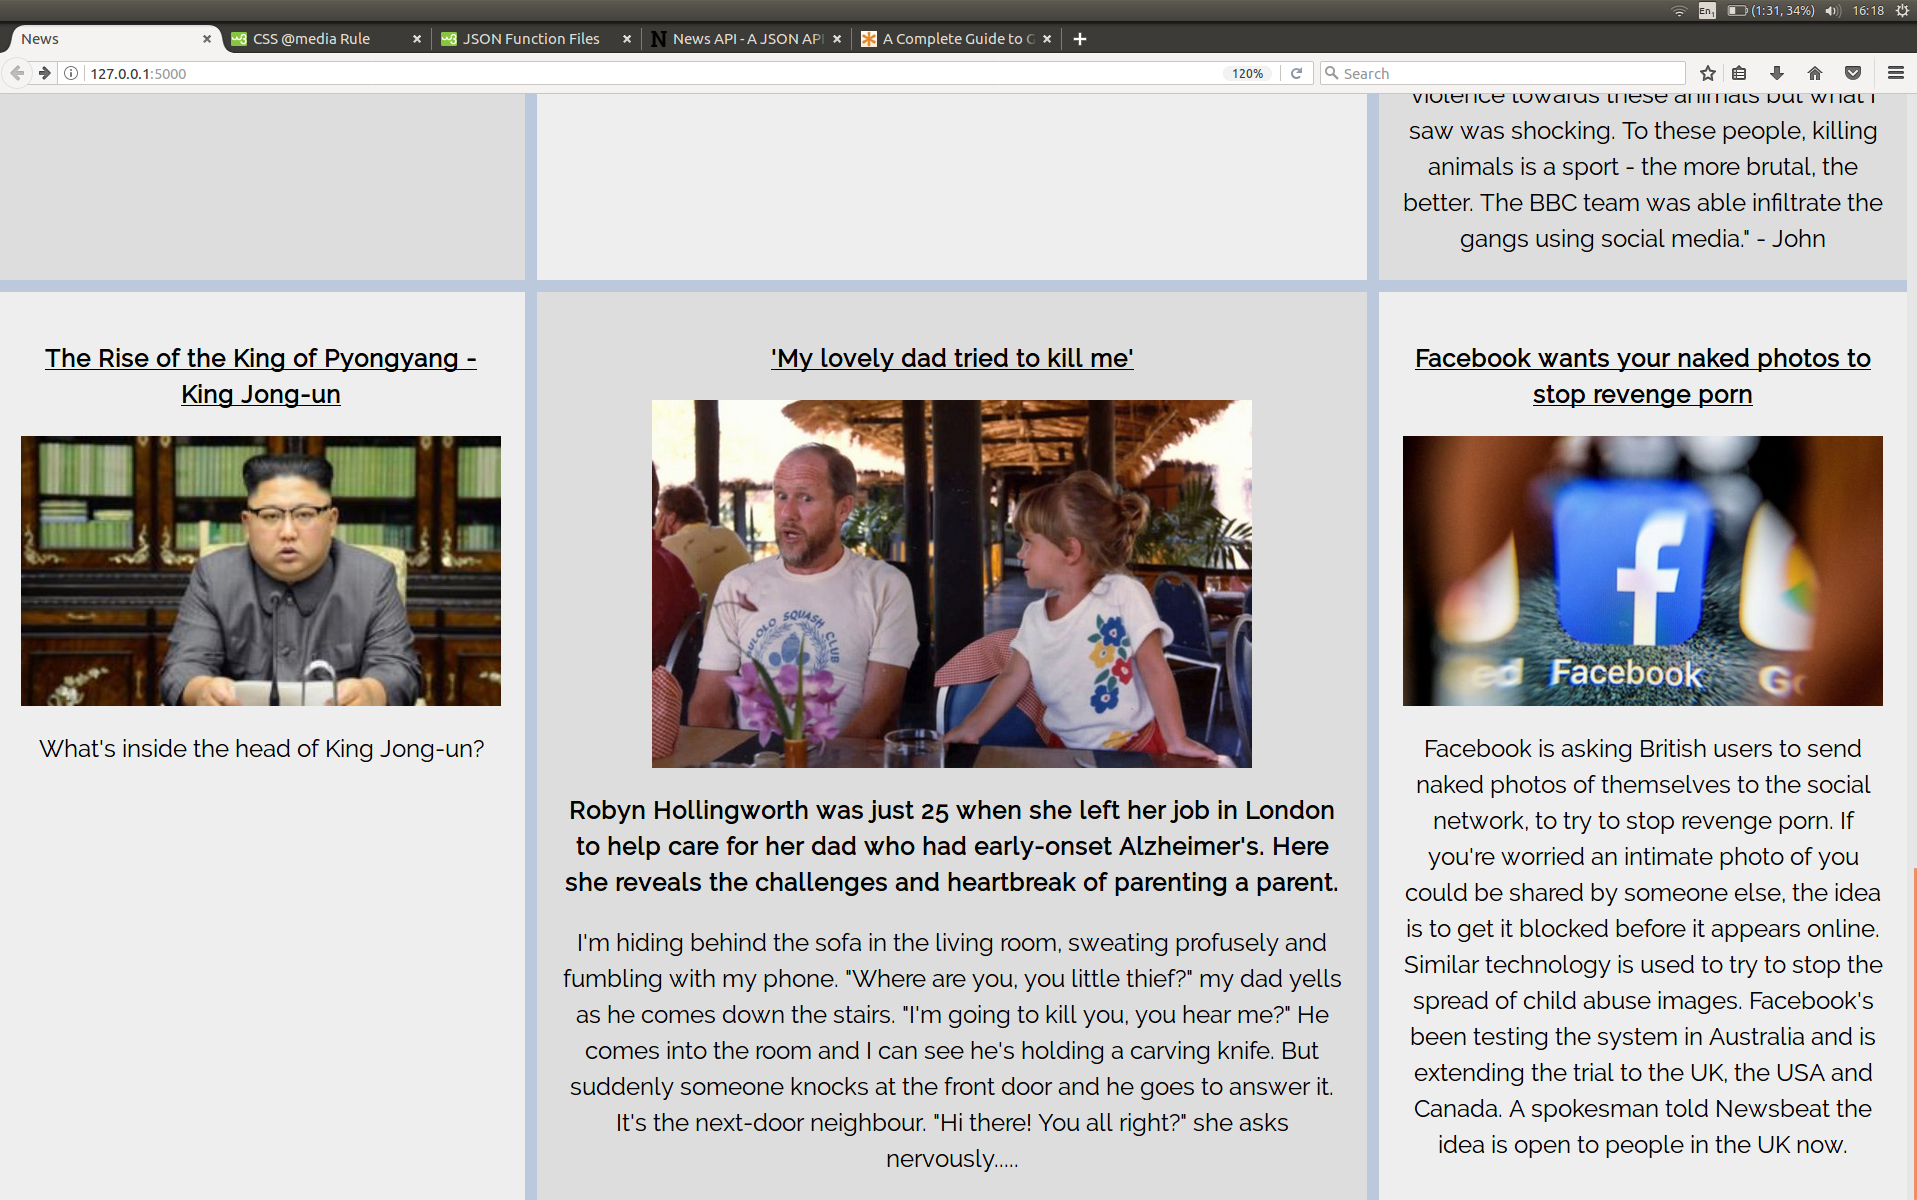 En1
(1:31, 34%)
16:18
News
CSS @media Rule
JSON Function Files
News API - A JSON AP
A Complete Guide to G
127.0.0.1:5000
120%
Search
violence towards these animals but what I
saw was shocking. To these people, killing
animals is a sport - the more brutal, the
better. The BBC team was able infiltrate the
gangs using social media." - John
The Rise of the King of Pyongyang -
King Jong-un
What's inside the head of King Jong-un?
'My lovely dad tried to kill me'
SQUASH CLUB
Robyn Hollingworth was just 25 when she left her job in London
to help care for her dad who had early-onset Alzheimer's. Here
she reveals the challenges and heartbreak of parenting a parent.
I'm hiding behind the sofa in the living room, sweating profusely and
fumbling with my phone. "Where are you, you little thief?" my dad yells
as he comes down the stairs. "I'm going to kill you, you hear me?" He
comes into the room and I can see he's holding a carving knife. But
suddenly someone knocks at the front door and he goes to answer it.
It's the next-door neighbour. "Hi there! You all right?" she asks
nervously.....
Facebook wants your naked photos to
stop revenge porn
f
ed Facebook Go
Facebook is asking British users to send
naked photos of themselves to the social
network, to try to stop revenge porn. If
you're worried an intimate photo of you
could be shared by someone else, the idea
is to get it blocked before it appears online.
Similar technology is used to try to stop the
spread of child abuse images. Facebook's
been testing the system in Australia and is
extending the trial to the UK, the USA and
Canada. A spokesman told Newsbeat the
idea is open to people in the UK now.